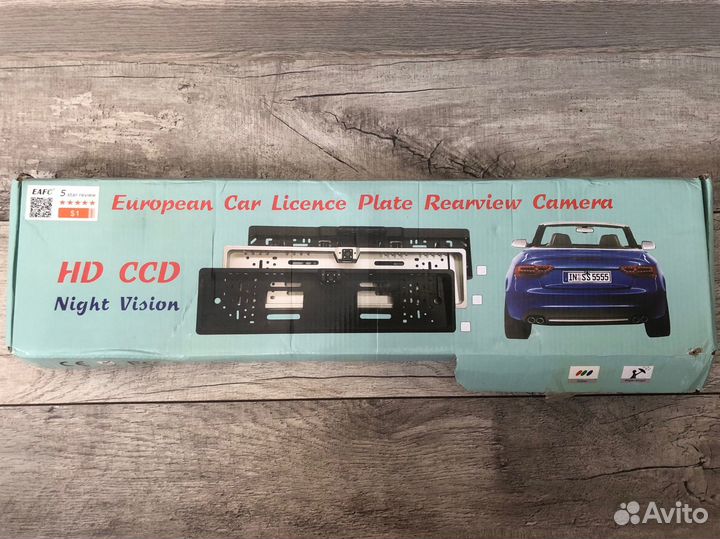 EAFC
5 star review
$1
European Car Licence Plate Rearview Camera
HD CCD
Night Vision
IN SS 5555
CE
Avito